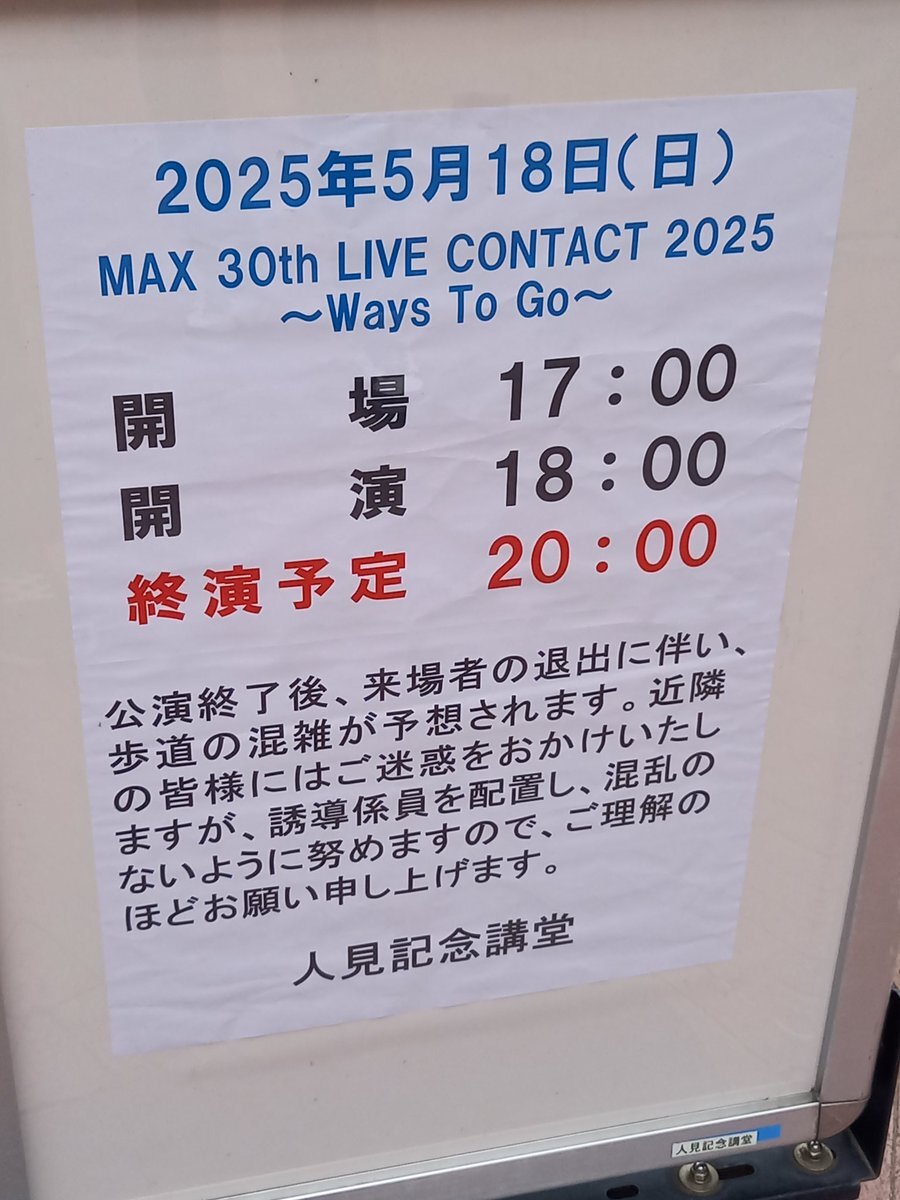 2025年5月18日(日)
MAX 30th LIVE CONTACT 2025
～Ways To Go～
開場 17:00
開演 18:00
終演予定 20:00
公演終了後、来場者の退出に伴い、
歩道の混雑が予想されます。近隣
の皆様にはご迷惑をおかけいたし
ますが、誘導係員を配置し、混乱の
ないように努めますので、ご理解の
ほどお願い申し上げます。
人見記念講堂
人見記念講堂